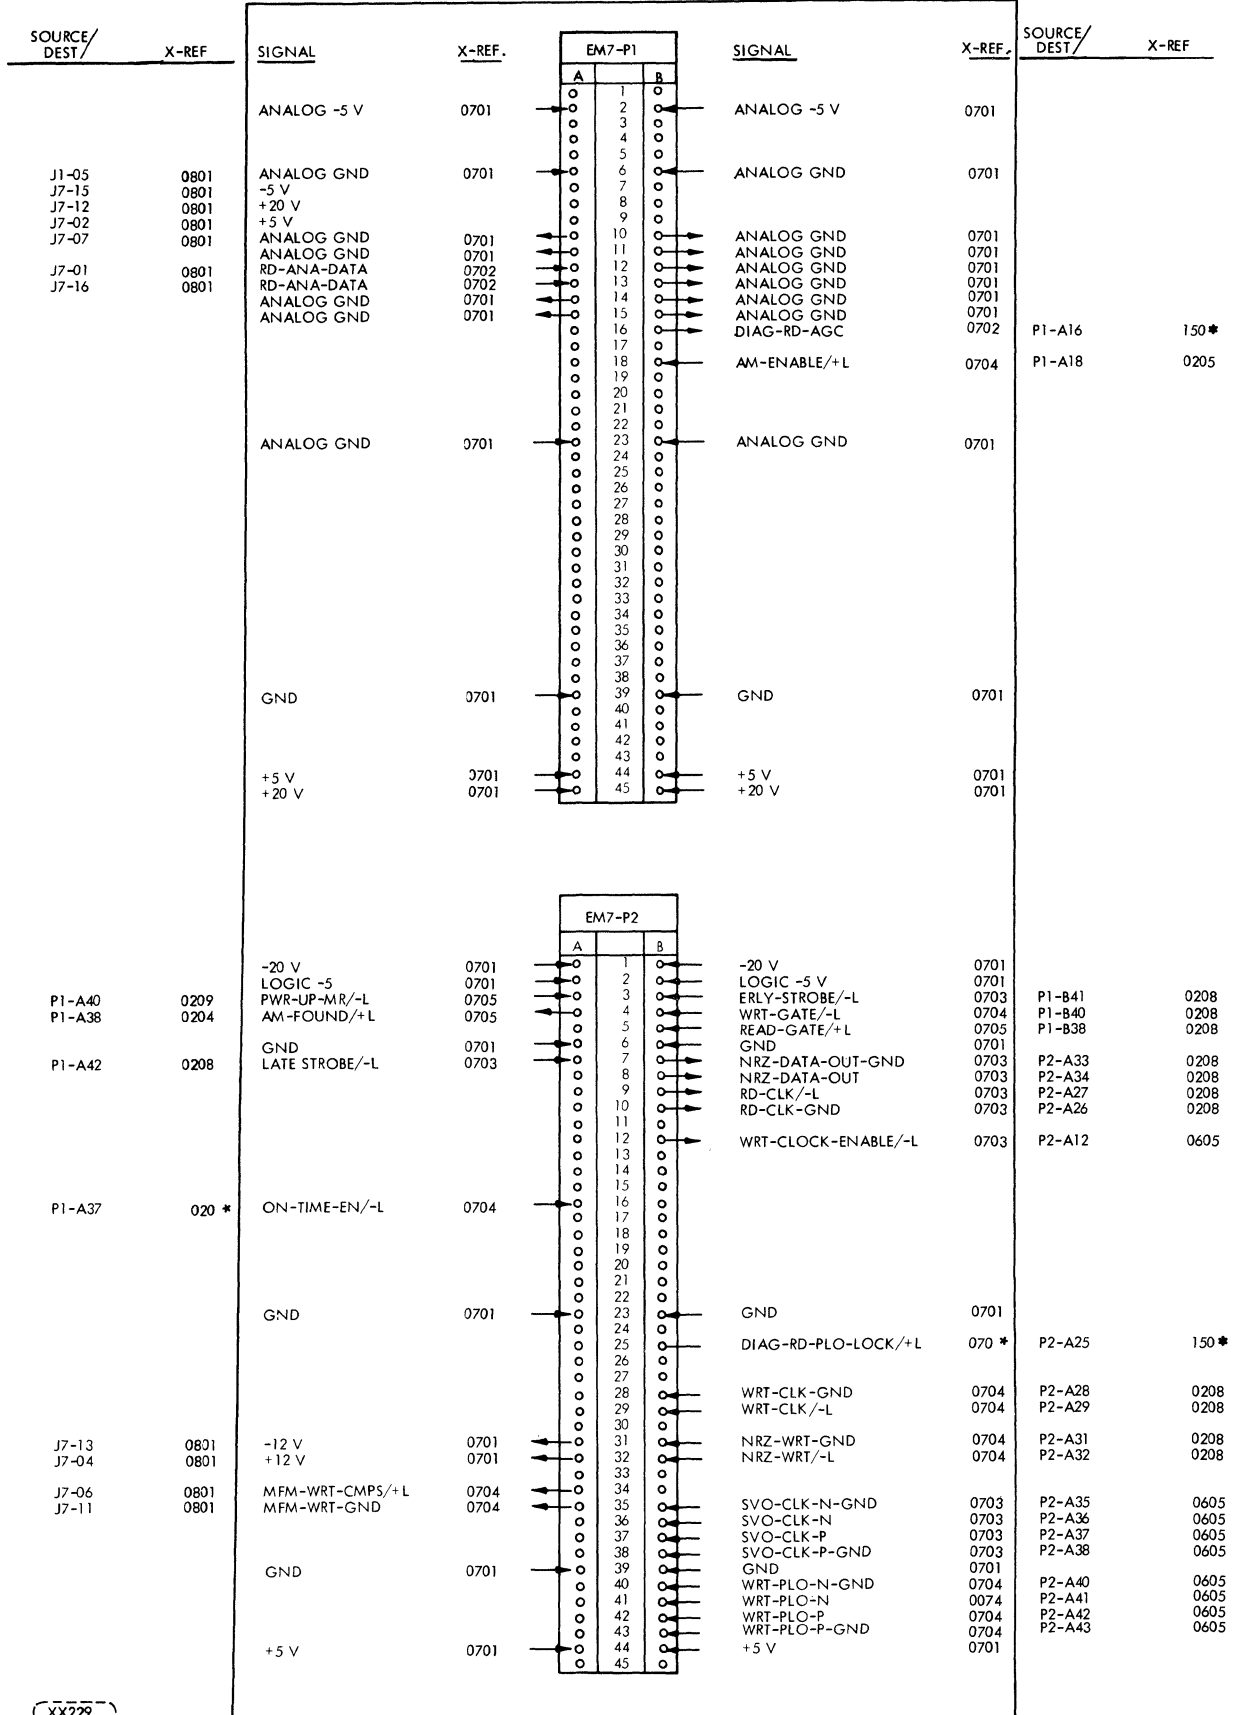 SOURCE/ DEST/ X-REF SIGNAL X-REF. EM7-P1 SIGNAL X-REF. SOURCE/ DEST/ X-REF
A B
1
ANALOG -5 V 0701 2 ANALOG -5 V 0701
3
4
5
J1-05 0801 ANALOG GND 0701 6 ANALOG GND 0701
J7-15 0801 -5 V 7
J7-12 0801 +20 V 8
J7-02 0801 +5 V 9
J7-07 0801 ANALOG GND 0701 10 ANALOG GND 0701
ANALOG GND 0701 11 ANALOG GND 0701
J7-01 0801 RD-ANA-DATA 0702 12 ANALOG GND 0701
J7-16 0801 RD-ANA-DATA 0702 13 ANALOG GND 0701
ANALOG GND 0701 14 ANALOG GND 0701
ANALOG GND 0701 15 ANALOG GND 0701
16 DIAG-RD-AGC 0702 P1-A16 150*
17
18 AM-ENABLE/+L 0704 P1-A18 0205
19
20
21
22
ANALOG GND 0701 23 ANALOG GND 0701
24
25
26
27
28
29
30
31
32
33
34
35
36
37
38
GND 0701 39 GND 0701
40
41
42
43
+5 V 0701 44 +5 V 0701
+20 V 0701 45 +20 V 0701
EM7-P2
A B
-20 V 0701 1 -20 V 0701
LOGIC -5 0701 2 LOGIC -5 V 0701
P1-A40 0209 PWR-UP-MR/-L 0705 3 ERLY-STROBE/-L 0703 P1-B41 0208
P1-A38 0204 AM-FOUND/+L 0705 4 WRT-GATE/-L 0704 P1-B40 0208
5 READ-GATE/+L 0705 P1-B38 0208
GND 0701 6 GND 0701
P1-A42 0208 LATE STROBE/-L 0703 7 NRZ-DATA-OUT-GND 0703 P2-A33 0208
8 NRZ-DATA-OUT 0703 P2-A34 0208
9 RD-CLK/-L 0703 P2-A27 0208
10 RD-CLK-GND 0703 P2-A26 0208
11
12 WRT-CLOCK-ENABLE/-L 0703 P2-A12 0605
13
14
15
P1-A37 020 * ON-TIME-EN/-L 0704 16
17
18
19
20
21
22
GND 0701 23 GND 0701
24
25 DIAG-RD-PLO-LOCK/+L 070 * P2-A25 150*
26
27
28 WRT-CLK-GND 0704 P2-A28 0208
29 WRT-CLK/-L 0704 P2-A29 0208
30
J7-13 0801 -12 V 0701 31 NRZ-WRT-GND 0704 P2-A31 0208
J7-04 0801 +12 V 0701 32 NRZ-WRT/-L 0704 P2-A32 0208
33
J7-06 0801 MFM-WRT-CMPS/+L 0704 34
J7-11 0801 MFM-WRT-GND 0704 35 SVO-CLK-N-GND 0703 P2-A35 0605
36 SVO-CLK-N 0703 P2-A36 0605
37 SVO-CLK-P 0703 P2-A37 0605
38 SVO-CLK-P-GND 0703 P2-A38 0605
GND 0701 39 GND 0701
40 WRT-PLO-N-GND 0704 P2-A40 0605
41 WRT-PLO-N 0074 P2-A41 0605
42 WRT-PLO-P 0704 P2-A42 0605
43 WRT-PLO-P-GND 0704 P2-A43 0605
+5 V 0701 44 +5 V 0701
45
XX229